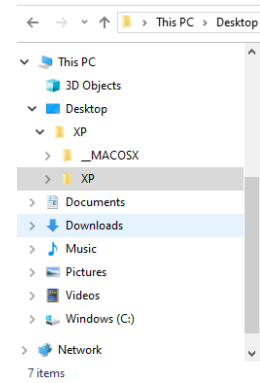 This PC > Desktop
This PC
3D Objects
Desktop
XP
__MACOSX
XP
Documents
Downloads
Music
Pictures
Videos
Windows (C:)
Network
7 items